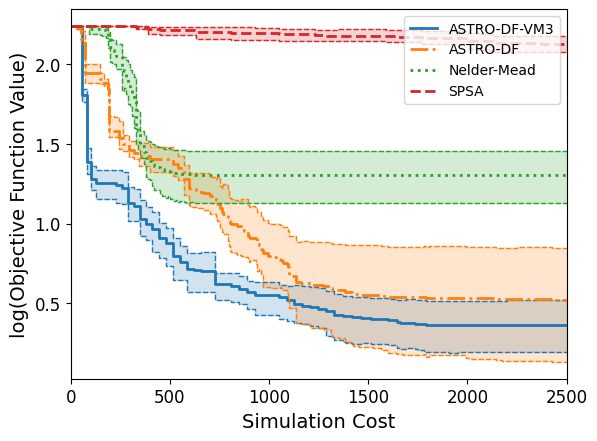 ASTRO-DF-VM3
ASTRO-DF
Nelder-Mead
SPSA
log(Objective Function Value)
2.0
1.5
1.0
0.5
0
500
1000
1500
2000
2500
Simulation Cost